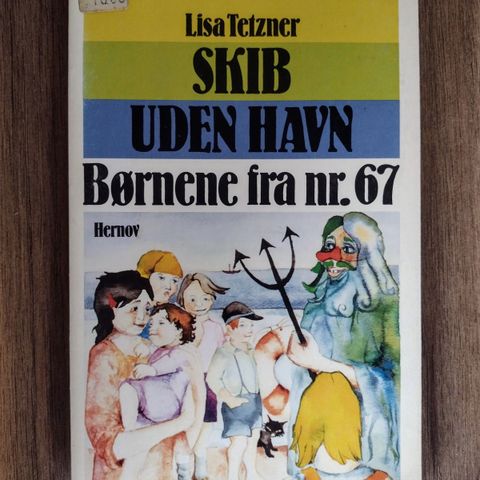 Lisa Tetzner
SKIB
UDEN HAVN
Børnene fra nr. 67
Hernov